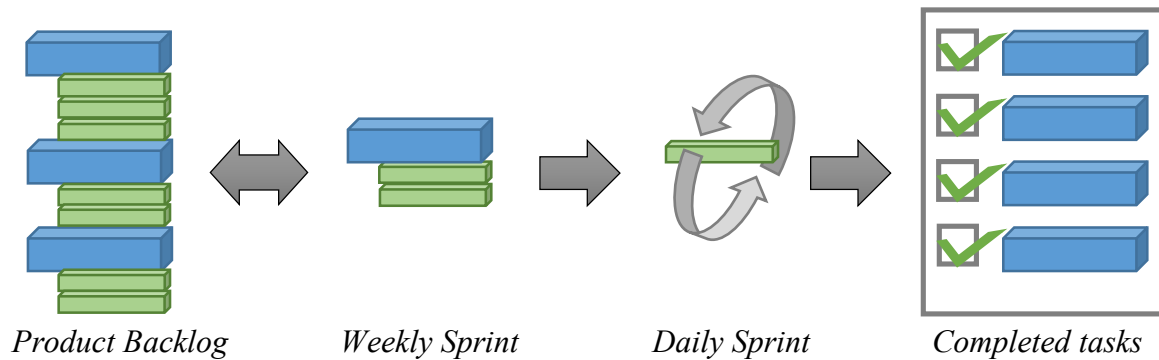 Product Backlog
Weekly Sprint
Daily Sprint
Completed tasks